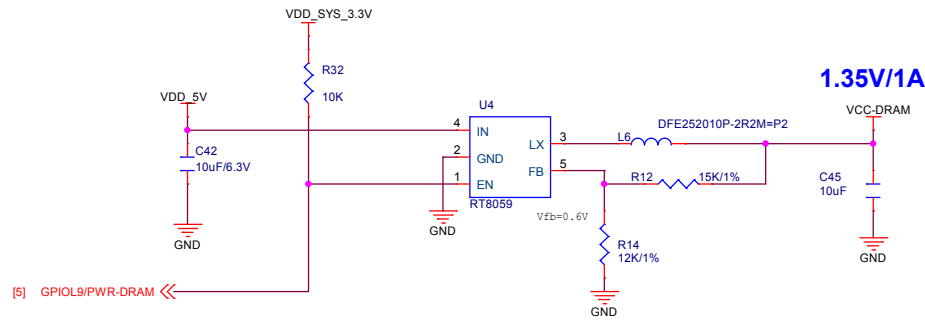 VDD_SYS_3.3V
R32
10K
1.35V/1A
VDD_5V
U4
VCC-DRAM
DFE252010P-2R2M=P2
4
IN
LX
3
L6
C42
10uF/6.3V
2
GND
FB
5
R12
15K/1%
C45
10uF
1
EN
RT8059
GND
GND
Vfb=0.6V
R14
12K/1%
GND
GND
[5] GPIOL9/PWR-DRAM